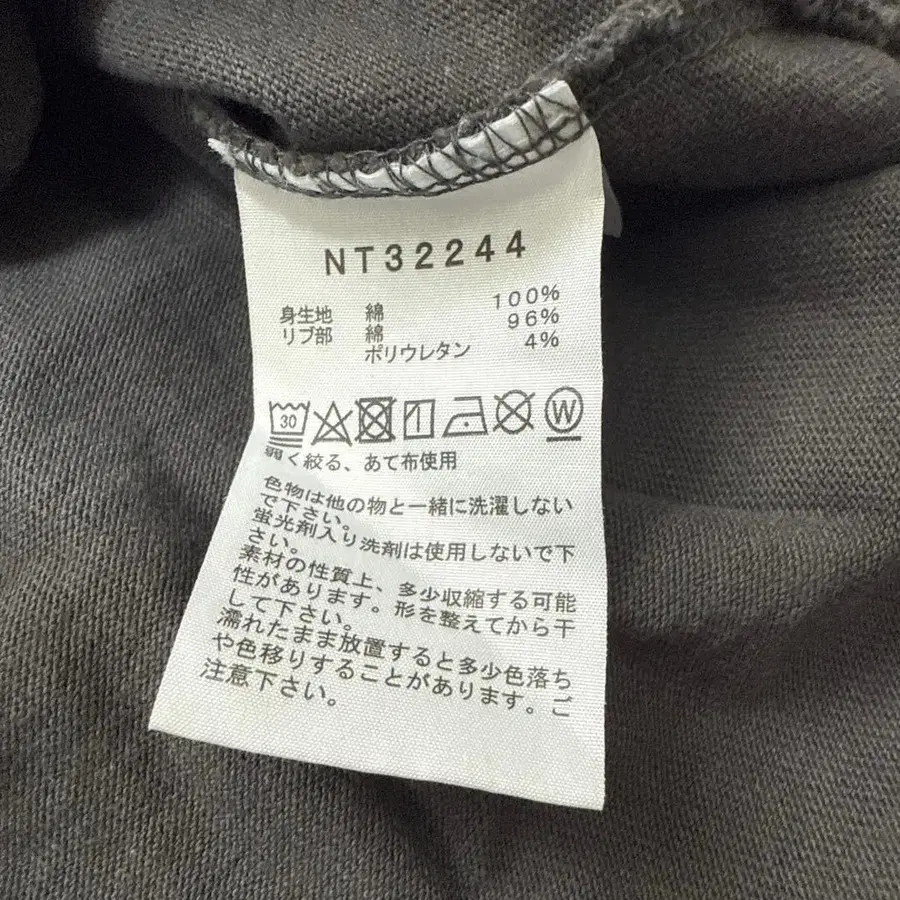 NT32244
身生地 綿 100%
リブ部 綿 96%
ポリウレタン 4%
30 W
弱く絞る、あて布使用
色物は他の物と一緒に洗濯しない
で下さい。
蛍光剤入り洗剤は使用しないで下
さい。
素材の性質上、多少収縮する可能
性があります。形を整えてから干
して下さい。
濡れたまま放置すると多少色落ち
や色移りすることがあります。ご
注意下さい。